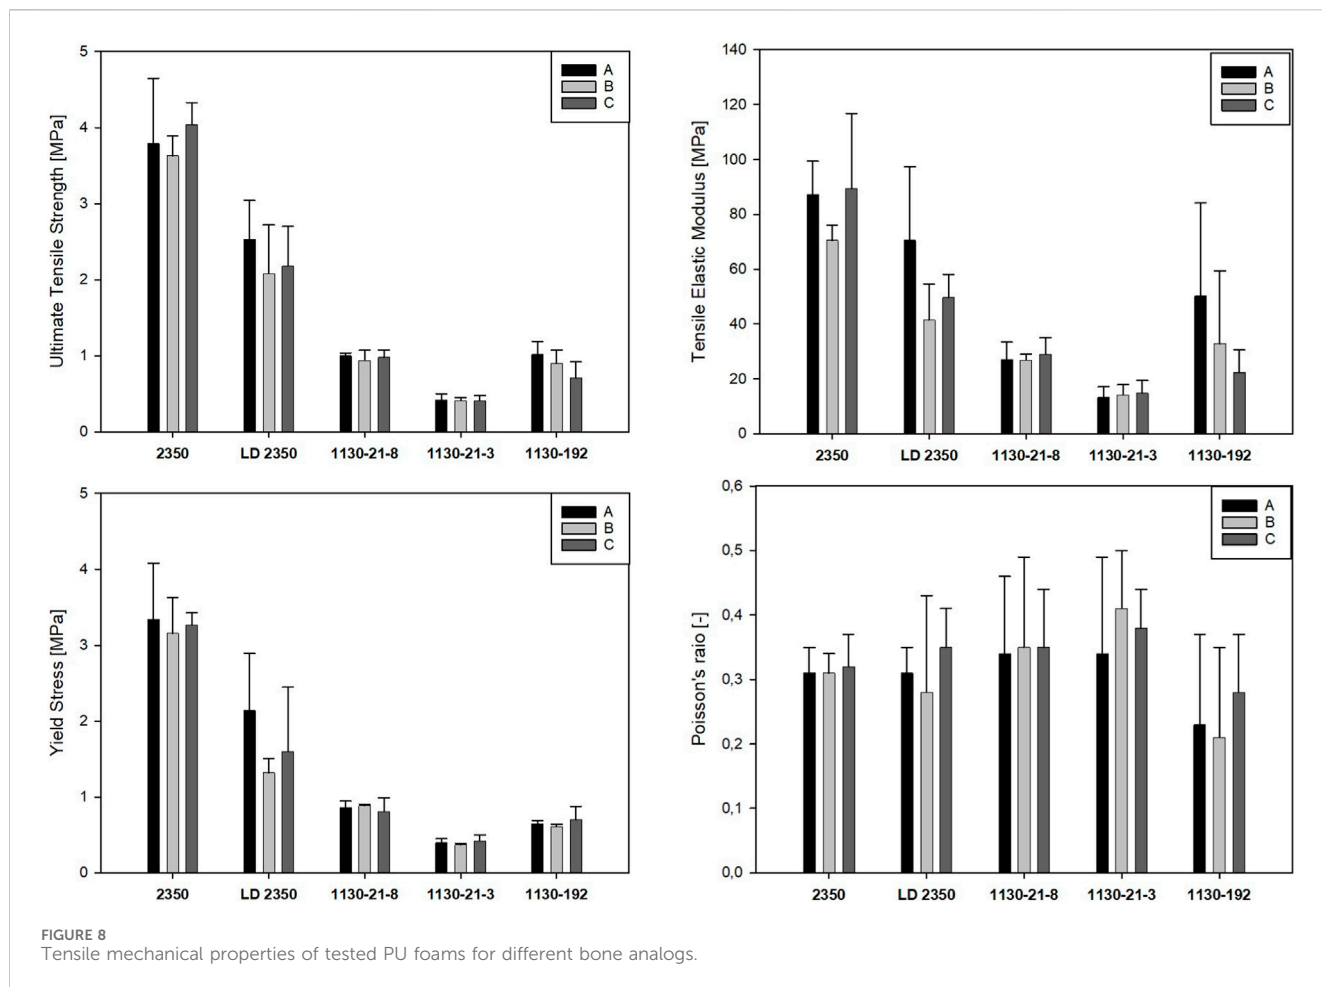 5
4
3
2
1
0
Ultimate Tensile Strength [MPa]
A
B
C
2350 LD 2350 1130-21-8 1130-21-3 1130-192
140
120
100
80
60
40
20
0
Tensile Elastic Modulus [MPa]
A
B
C
2350 LD 2350 1130-21-8 1130-21-3 1130-192
5
4
3
2
1
0
Yield Stress [MPa]
A
B
C
2350 LD 2350 1130-21-8 1130-21-3 1130-192
0,6
0,5
0,4
0,3
0,2
0,1
0,0
Poisson's raio [-]
A
B
C
2350 LD 2350 1130-21-8 1130-21-3 1130-192
FIGURE 8
Tensile mechanical properties of tested PU foams for different bone analogs.